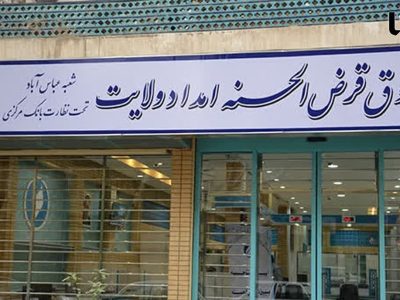 ق قرض الحسنه امداد ولایت
شعبه عباس آباد
تحت نظارت بانک مرکزی